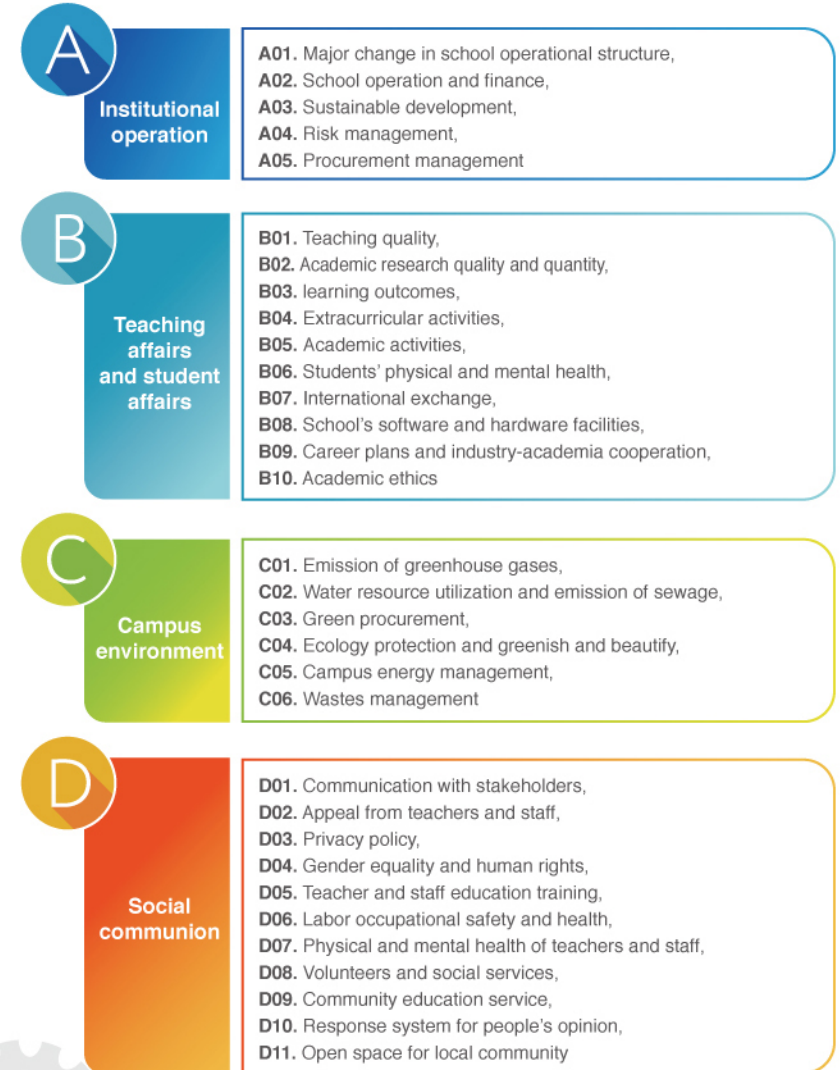 A
Institutional
operation
A01. Major change in school operational structure,
A02. School operation and finance,
A03. Sustainable development,
A04. Risk management,
A05. Procurement management
B
Teaching
affairs
and student
affairs
B01. Teaching quality,
B02. Academic research quality and quantity,
B03. learning outcomes,
B04. Extracurricular activities,
B05. Academic activities,
B06. Students' physical and mental health,
B07. International exchange,
B08. School's software and hardware facilities,
B09. Career plans and industry-academia cooperation,
B10. Academic ethics
C
Campus
environment
C01. Emission of greenhouse gases,
C02. Water resource utilization and emission of sewage,
C03. Green procurement,
C04. Ecology protection and greenish and beautify,
C05. Campus energy management,
C06. Wastes management
D
Social
communion
D01. Communication with stakeholders,
D02. Appeal from teachers and staff,
D03. Privacy policy,
D04. Gender equality and human rights,
D05. Teacher and staff education training,
D06. Labor occupational safety and health,
D07. Physical and mental health of teachers and staff,
D08. Volunteers and social services,
D09. Community education service,
D10. Response system for people's opinion,
D11. Open space for local community